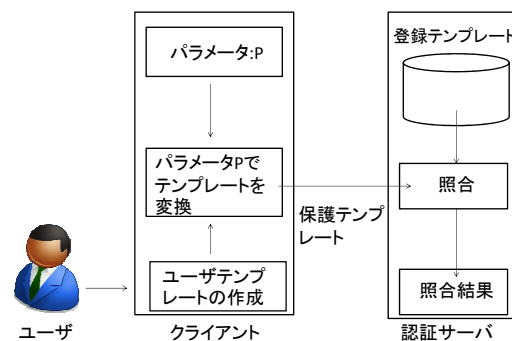 パラメータ:P
パラメータPで
テンプレートを
変換
ユーザテンプ
レートの作成
ユーザ
クライアント
保護テンプ
レート
登録テンプレート
照合
照合結果
認証サーバ